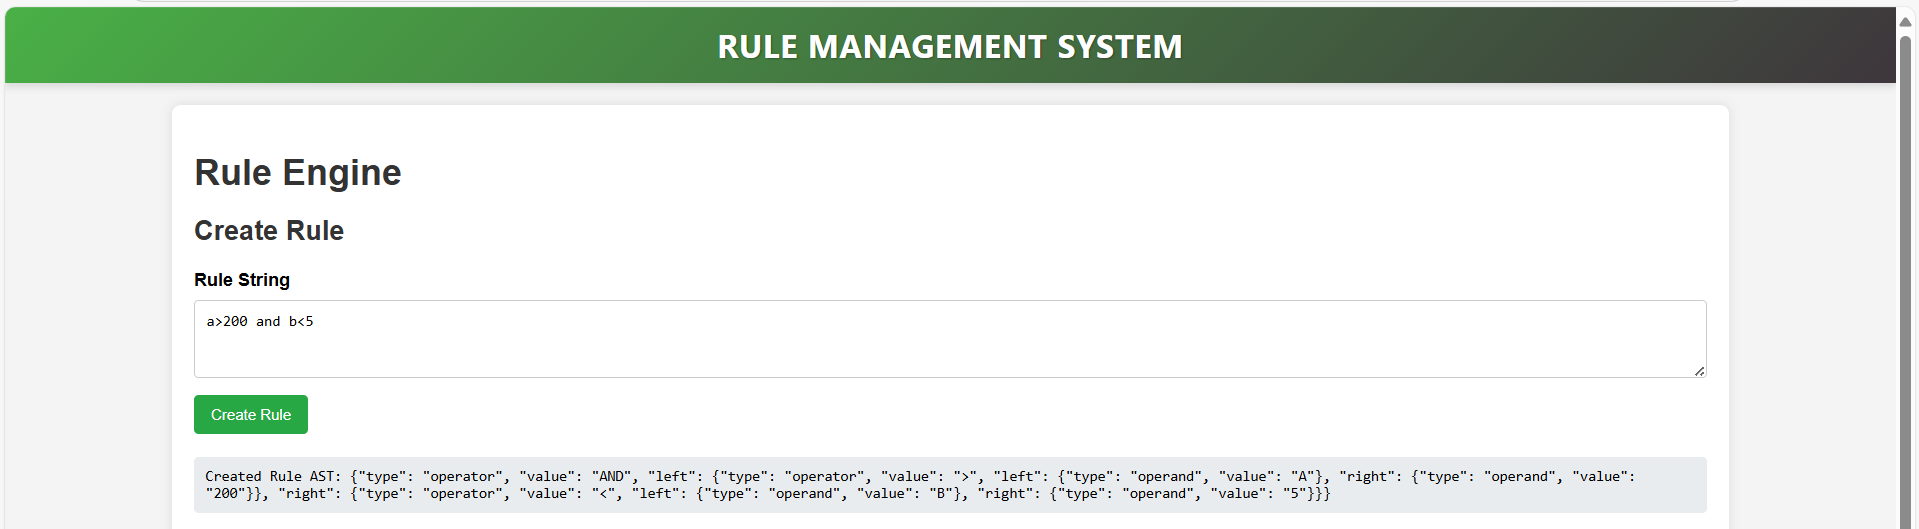 RULE MANAGEMENT SYSTEM
Rule Engine
Create Rule
Rule String
a>200 and b<5
Create Rule
Created Rule AST: {"type": "operator", "value": "AND", "left": {"type": "operator", "value": ">", "left": {"type": "operand", "value": "A"}, "right": {"type": "operand", "value":
"200"}}, "right": {"type": "operator", "value": "<", "left": {"type": "operand", "value": "B"}, "right": {"type": "operand", "value": "5"}}}